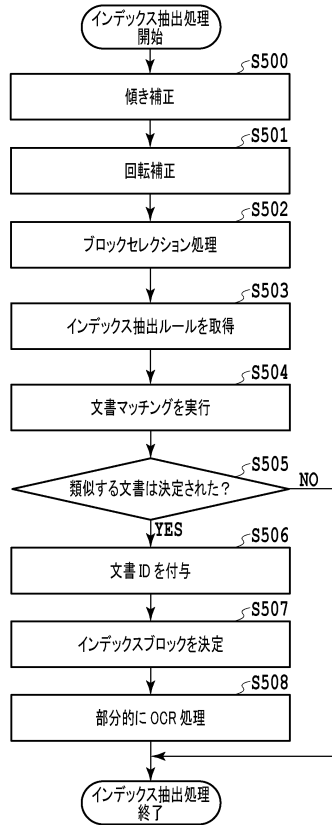 インデックス抽出処理
開始
S500
傾き補正
S501
回転補正
S502
ブロックセレクション処理
S503
インデックス抽出ルールを取得
S504
文書マッチングを実行
S505
類似する文書は決定された?
NO
YES
S506
文書IDを付与
S507
インデックスブロックを決定
S508
部分的にOCR処理
インデックス抽出処理
終了